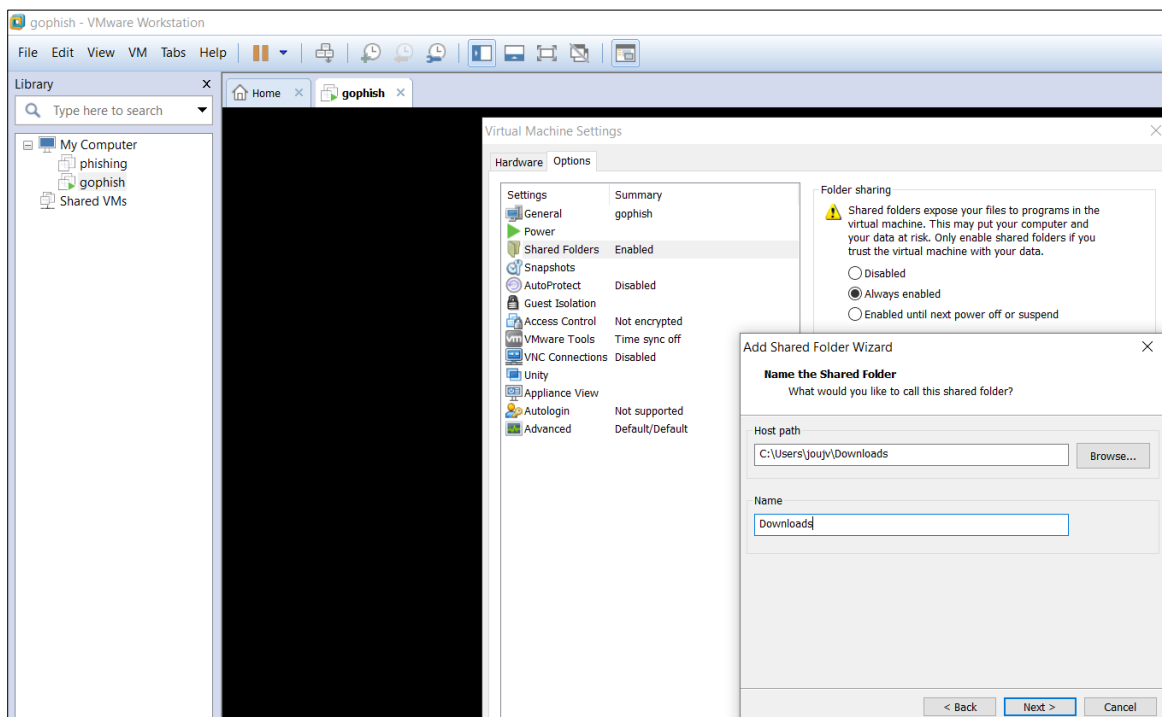 gophish - VMware Workstation
File Edit View VM Tabs Help
Library x
Type here to search
My Computer
phishing
gophish
Shared VMs
Home × gophish ×
Virtual Machine Settings
Hardware Options
Settings Summary
General gophish
Power
Shared Folders Enabled
Snapshots
AutoProtect Disabled
Guest Isolation
Access Control Not encrypted
VMware Tools Time sync off
VNC Connections Disabled
Unity
Appliance View
Autologin Not supported
Advanced Default/Default
Folder sharing
Shared folders expose your files to programs in the
virtual machine. This may put your computer and
your data at risk. Only enable shared folders if you
trust the virtual machine with your data.
Disabled
Always enabled
Enabled until next power off or suspend
Add Shared Folder Wizard
Name the Shared Folder
What would you like to call this shared folder?
Host path
C:\Users\joujv\Downloads
Browse...
Name
Downloads
< Back Next > Cancel